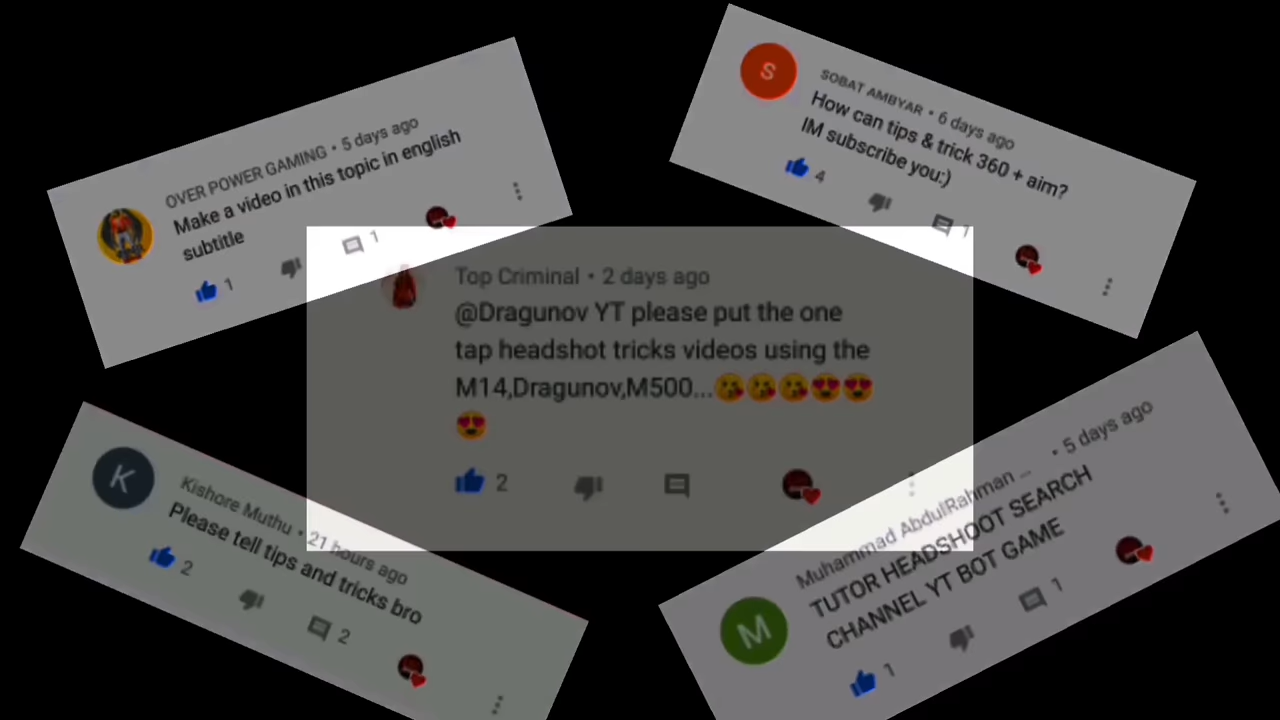 OVER POWER GAMING • 5 days ago
Make a video in this topic in english
subtitle
1
1
S
SOBAT AMBYAR • 6 days ago
How can tips & trick 360 + aim?
IM subscribe you:)
4
1
Top Criminal • 2 days ago
@Dragunov YT please put the one
tap headshot tricks videos using the
M14,Dragunov,M500...😘😘😘😍😍
😍
2
K
Kishore Muthu • 21 hours ago
Please tell tips and tricks bro
2
2
M
Muhammad AbdulRahman ... • 5 days ago
TUTOR HEADSHOOT SEARCH
CHANNEL YT BOT GAME
1
1